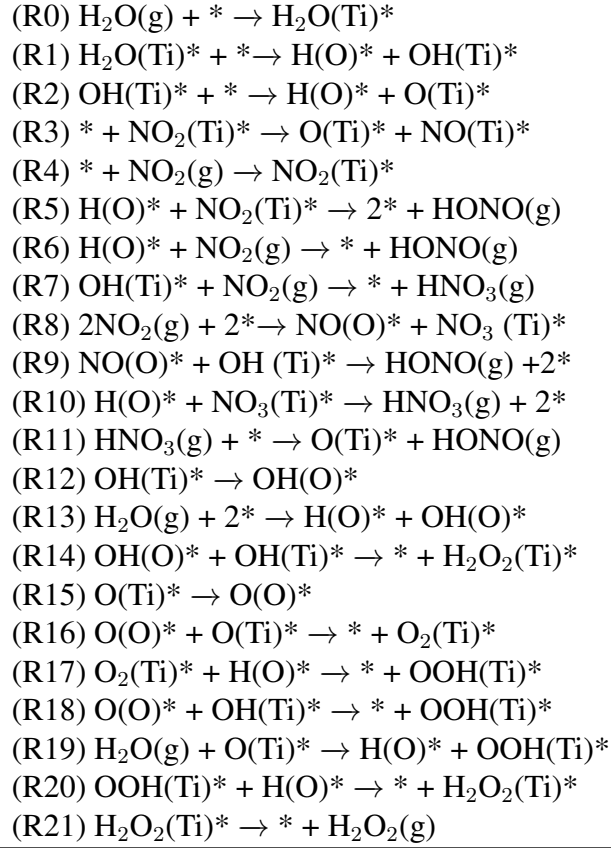 (R0) H₂O(g) + * → H₂O(Ti)*
(R1) H₂O(Ti)* + *→ H(O)* + OH(Ti)*
(R2) OH(Ti)* + * → H(O)* + O(Ti)*
(R3) * + NO₂(Ti)* → O(Ti)* + NO(Ti)*
(R4) * + NO₂(g) → NO₂(Ti)*
(R5) H(O)* + NO₂(Ti)* → 2* + HONO(g)
(R6) H(O)* + NO₂(g) → * + HONO(g)
(R7) OH(Ti)* + NO₂(g) → * + HNO₃(g)
(R8) 2NO₂(g) + 2*→ NO(O)* + NO₃ (Ti)*
(R9) NO(O)* + OH (Ti)* → HONO(g) +2*
(R10) H(O)* + NO₃(Ti)* → HNO₃(g) + 2*
(R11) HNO₃(g) + * → O(Ti)* + HONO(g)
(R12) OH(Ti)* → OH(O)*
(R13) H₂O(g) + 2* → H(O)* + OH(O)*
(R14) OH(O)* + OH(Ti)* → * + H₂O₂(Ti)*
(R15) O(Ti)* → O(O)*
(R16) O(O)* + O(Ti)* → * + O₂(Ti)*
(R17) O₂(Ti)* + H(O)* → * + OOH(Ti)*
(R18) O(O)* + OH(Ti)* → * + OOH(Ti)*
(R19) H₂O(g) + O(Ti)* → H(O)* + OOH(Ti)*
(R20) OOH(Ti)* + H(O)* → * + H₂O₂(Ti)*
(R21) H₂O₂(Ti)* → * + H₂O₂(g)